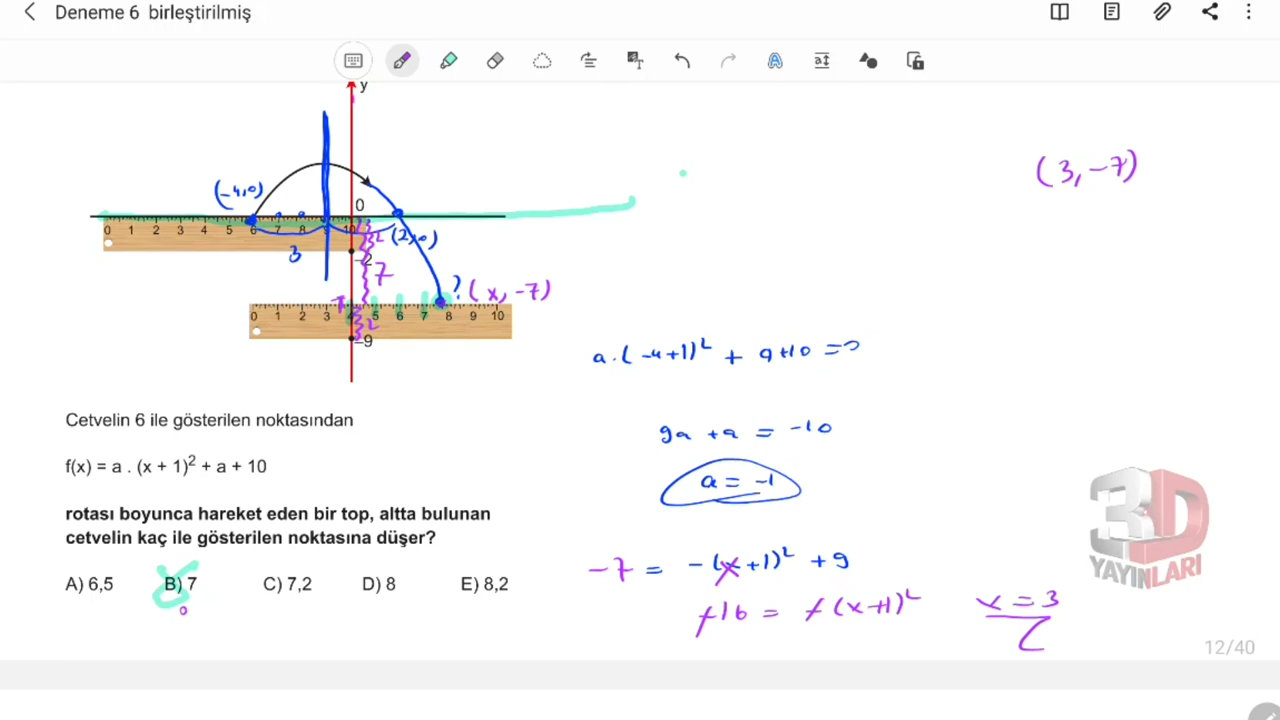 Deneme 6 birleştirilmiş
y
(-4,0)
0
0 1 2 3 4 5 6 7 8 9 10
3
2
(2,0)
-2
7
?(x, -7)
0 1 2 3 4 5 6 7 8 9 10
2
-9
(3, -7)
a.(-4+1)²
9a + a = -10
a = -1
-7 = -(x+1)² + 9
-16 = -(x+1)²
x = 3
Cetvelin 6 ile gösterilen noktasından
f(x) = a . (x + 1)² + a + 10
rotası boyunca hareket eden bir top, altta bulunan
cetvelin kaç ile gösterilen noktasına düşer?
A) 6,5 B) 7 C) 7,2 D) 8 E) 8,2
3D
YAYINLARI
12/40